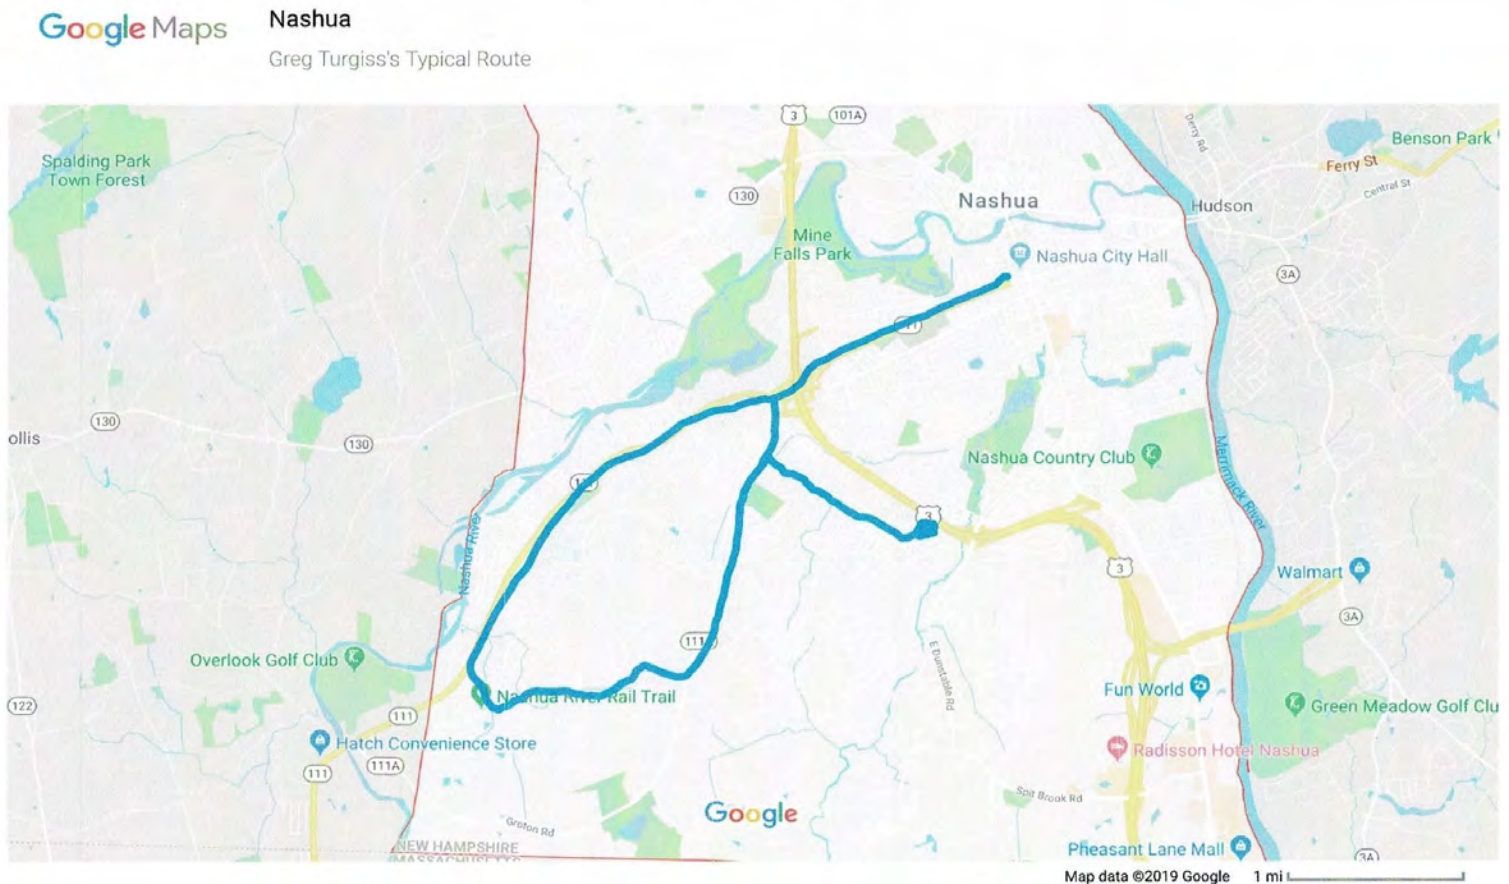 Google Maps
Nashua
Greg Turgiss's Typical Route
3
101A
Derry Rd
Benson Park
Spalding Park
Town Forest
Ferry St
Central St
130
Nashua
Hudson
Mine
Falls Park
Nashua City Hall
3A
111
130
ollis
130
Nashua Country Club
Merrimack River
3
Nashua River
3
Walmart
3A
111A
E Dunstable Rd
Overlook Golf Club
Nashua River Rail Trail
Fun World
122
111
Green Meadow Golf Clu
Hatch Convenience Store
Radisson Hotel Nashua
111A
111
Spit Brook Rd
Google
Groton Rd
NEW HAMPSHIRE
MASSACHUSETTS
Pheasant Lane Mall
3A
Map data ©2019 Google 1 mi